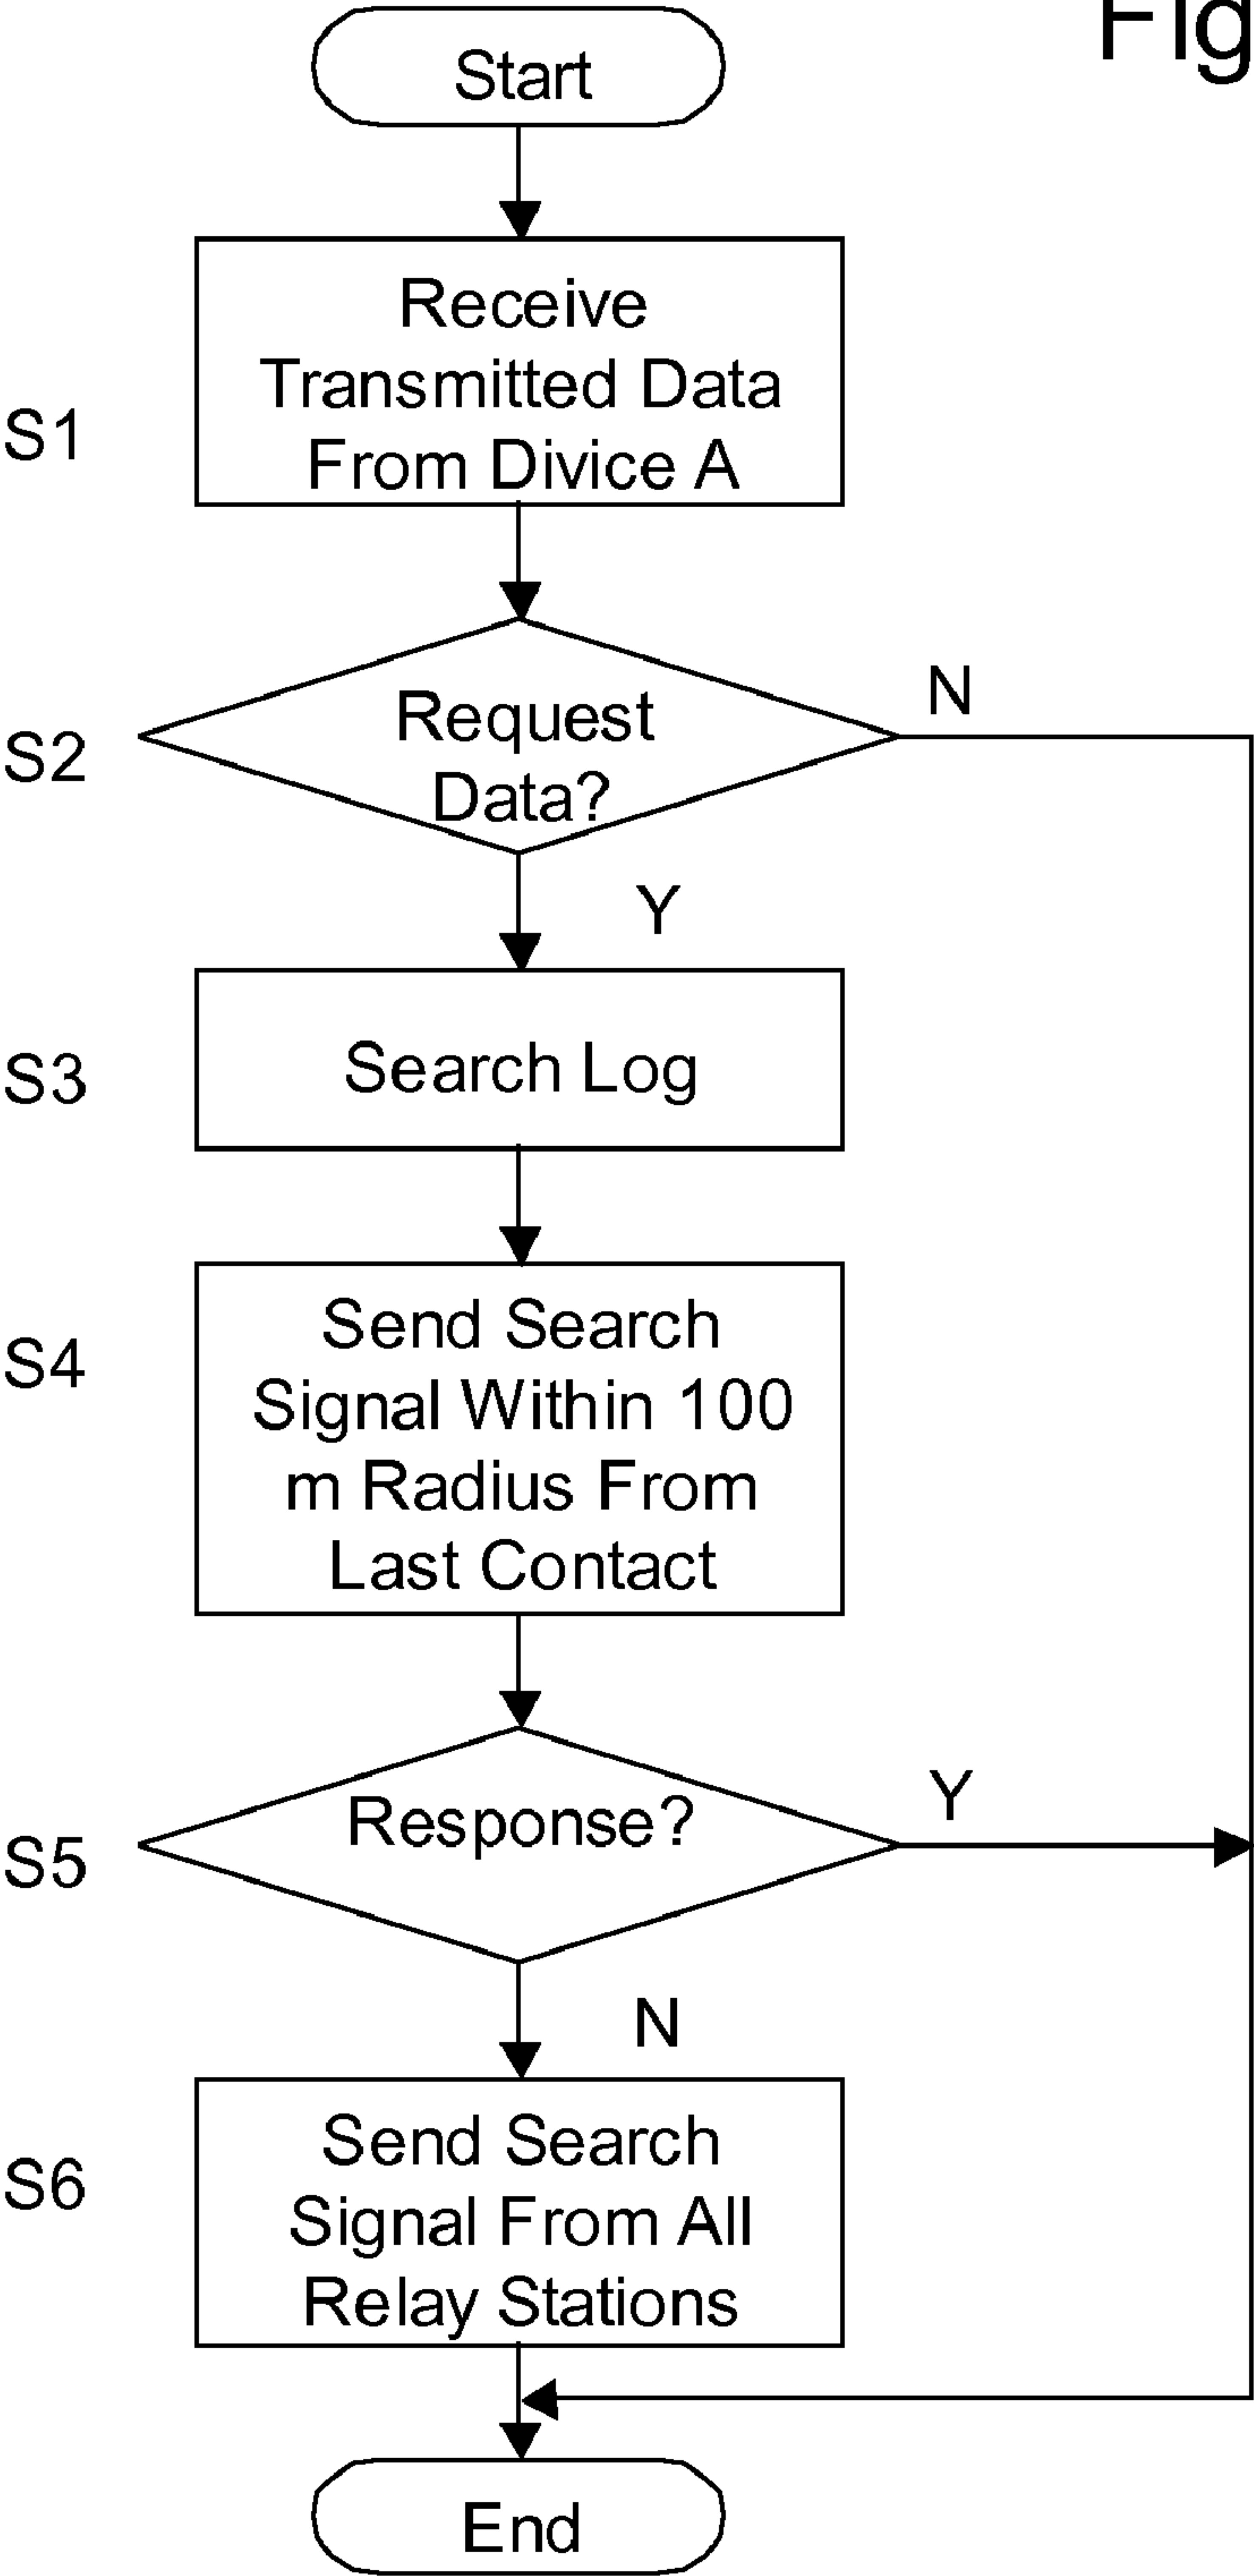 Fig
Start
S1
Receive
Transmitted Data
From Divice A
S2
Request
Data?
N
Y
S3
Search Log
S4
Send Search
Signal Within 100
m Radius From
Last Contact
S5
Response?
Y
N
S6
Send Search
Signal From All
Relay Stations
End